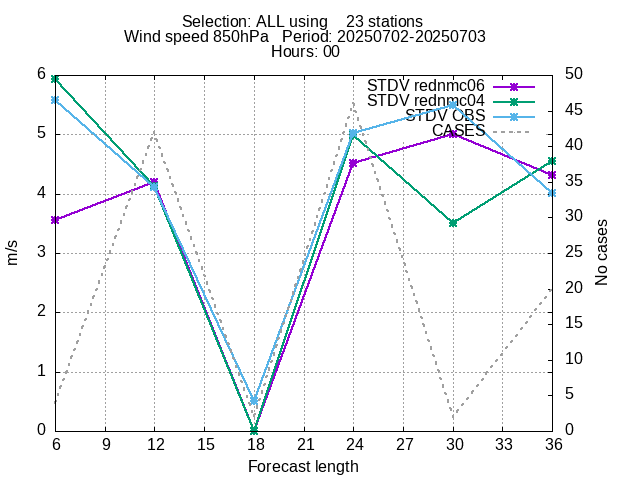 Selection: ALL using    23 stations
Wind speed 850hPa   Period: 20250702-20250703
Hours: 00
STDV rednmc06
STDV rednmc04
STDV OBS
CASES
6
5
4
3
2
1
0
m/s
50
45
40
35
30
25
20
15
10
5
0
No cases
6 9 12 15 18 21 24 27 30 33 36
Forecast length